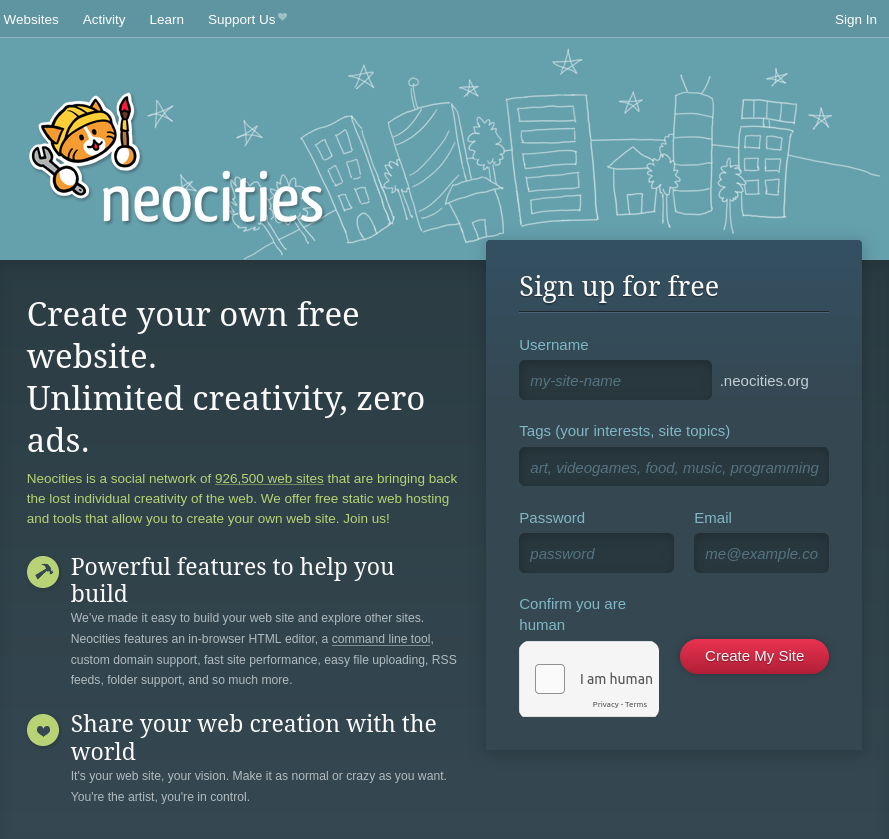 Websites Activity Learn Support Us Sign In
neocities
Create your own free
website.
Unlimited creativity, zero
ads.
Neocities is a social network of 926,500 web sites that are bringing back
the lost individual creativity of the web. We offer free static web hosting
and tools that allow you to create your own web site. Join us!
Powerful features to help you
build
We've made it easy to build your web site and explore other sites.
Neocities features an in-browser HTML editor, a command line tool,
custom domain support, fast site performance, easy file uploading, RSS
feeds, folder support, and so much more.
Share your web creation with the
world
It's your web site, your vision. Make it as normal or crazy as you want.
You're the artist, you're in control.
Sign up for free
Username
my-site-name .neocities.org
Tags (your interests, site topics)
art, videogames, food, music, programming
Password Email
password me@example.co
Confirm you are
human
I am human
Privacy - Terms
Create My Site